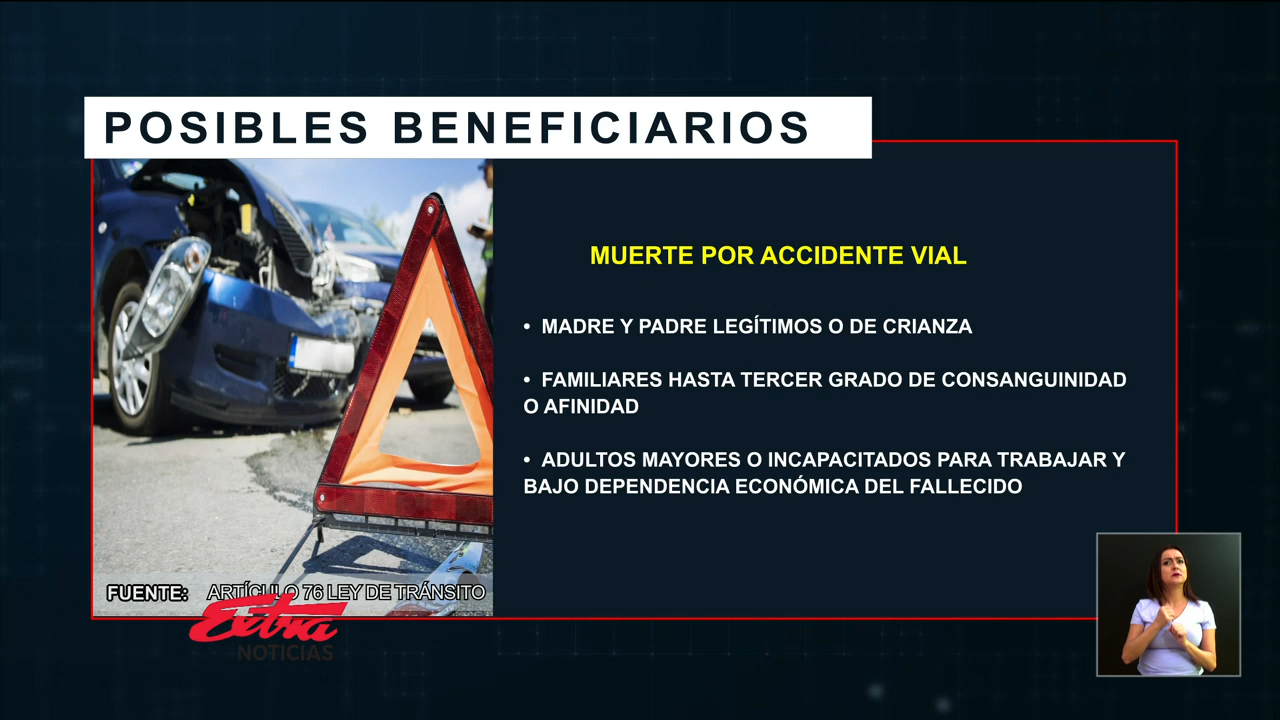 POSIBLES BENEFICIARIOS
MUERTE POR ACCIDENTE VIAL
• MADRE Y PADRE LEGÍTIMOS O DE CRIANZA
• FAMILIARES HASTA TERCER GRADO DE CONSANGUINIDAD
O AFINIDAD
• ADULTOS MAYORES O INCAPACITADOS PARA TRABAJAR Y
BAJO DEPENDENCIA ECONÓMICA DEL FALLECIDO
FUENTE: ARTÍCULO 76 LEY DE TRÁNSITO
Extra
NOTICIAS